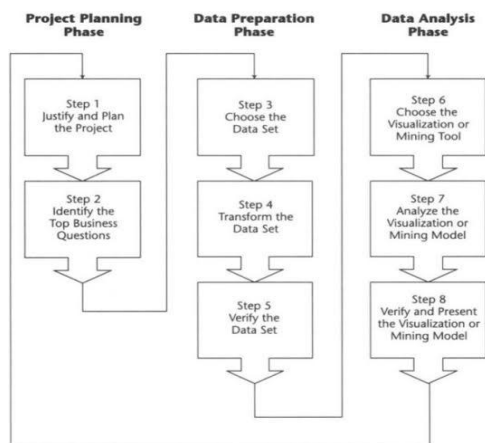 Project Planning
Phase
Step 1
Justify and Plan
the Project
Step 2
Identify the
Top Business
Questions
Data Preparation
Phase
Step 3
Choose the
Data Set
Step 4
Transform the
Data Set
Step 5
Verify the
Data Set
Data Analysis
Phase
Step 6
Choose the
Visualization or
Mining Tool
Step 7
Analyze the
Visualization or
Mining Model
Step 8
Verify and Present
the Visualization or
Mining Model